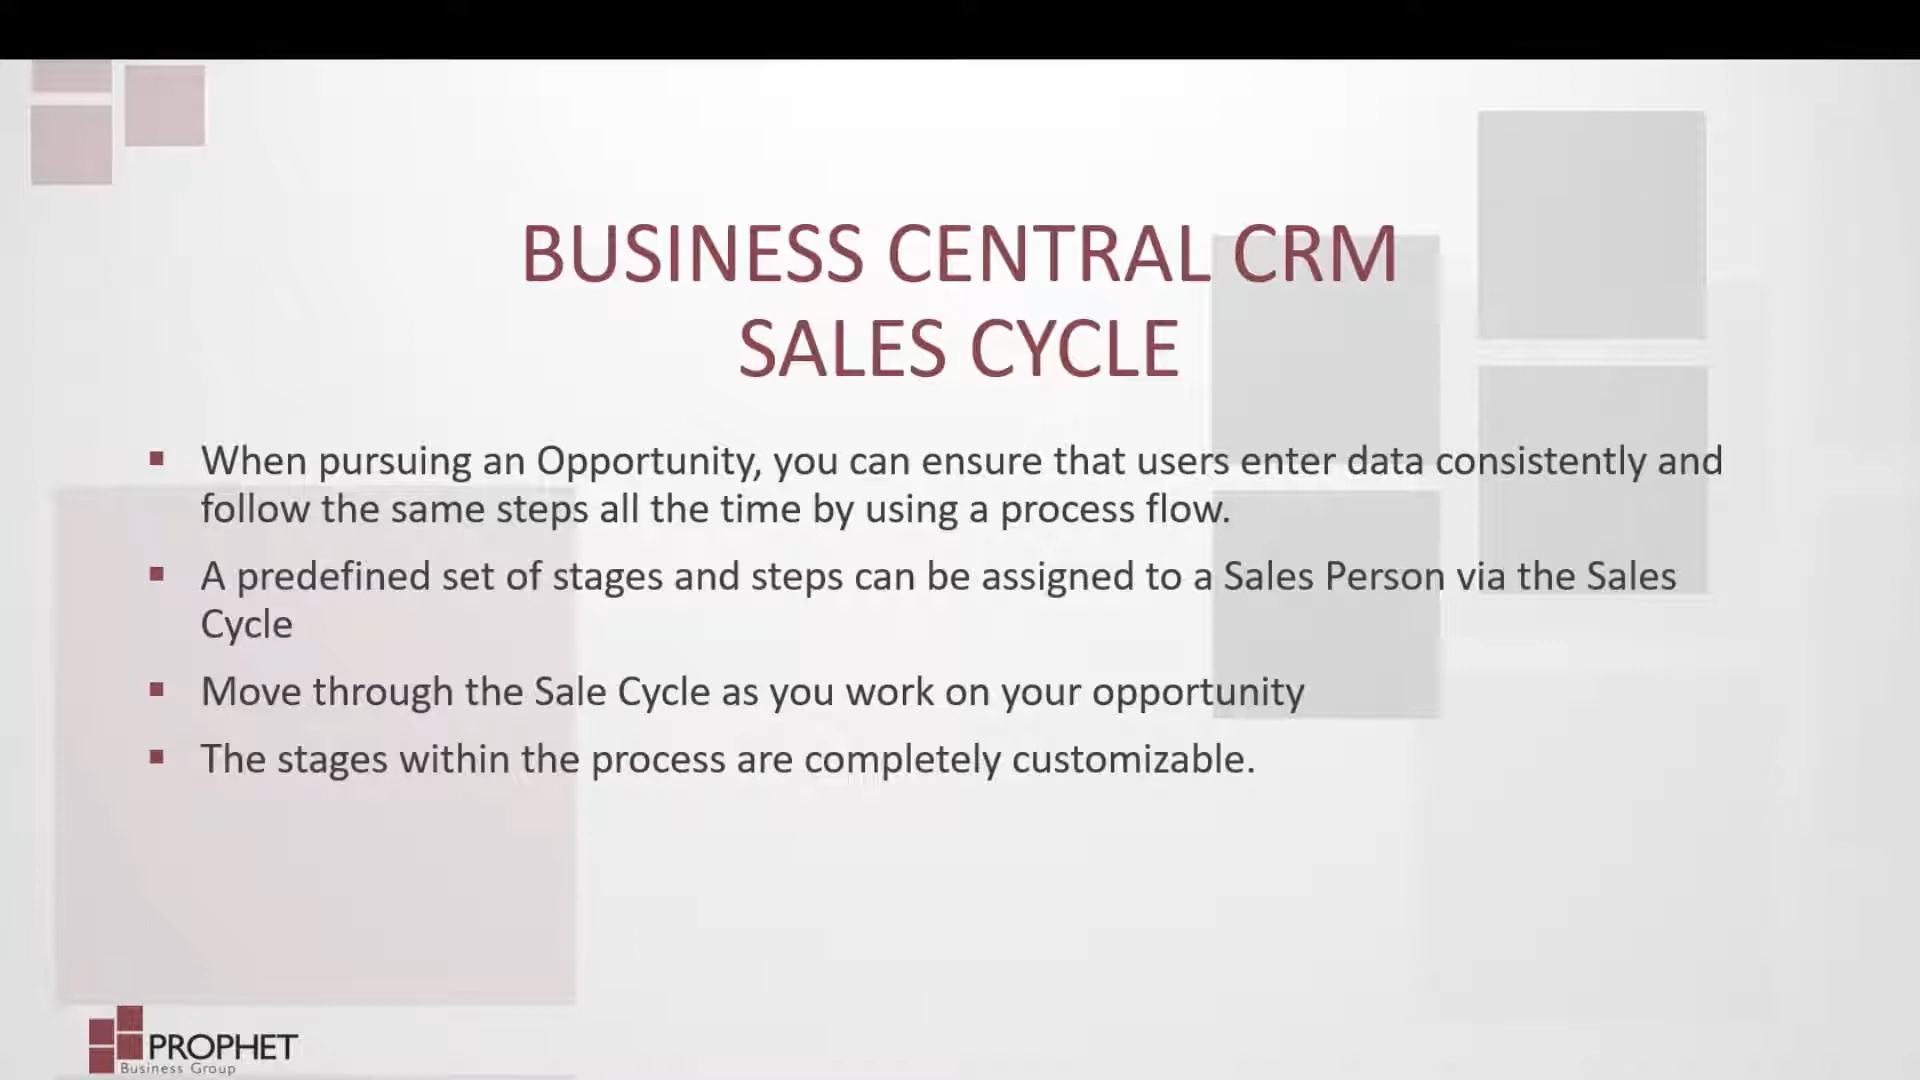 BUSINESS CENTRAL CRM
SALES CYCLE
▪ When pursuing an Opportunity, you can ensure that users enter data consistently and
follow the same steps all the time by using a process flow.
▪ A predefined set of stages and steps can be assigned to a Sales Person via the Sales
Cycle
▪ Move through the Sale Cycle as you work on your opportunity
▪ The stages within the process are completely customizable.
PROPHET
Business Group